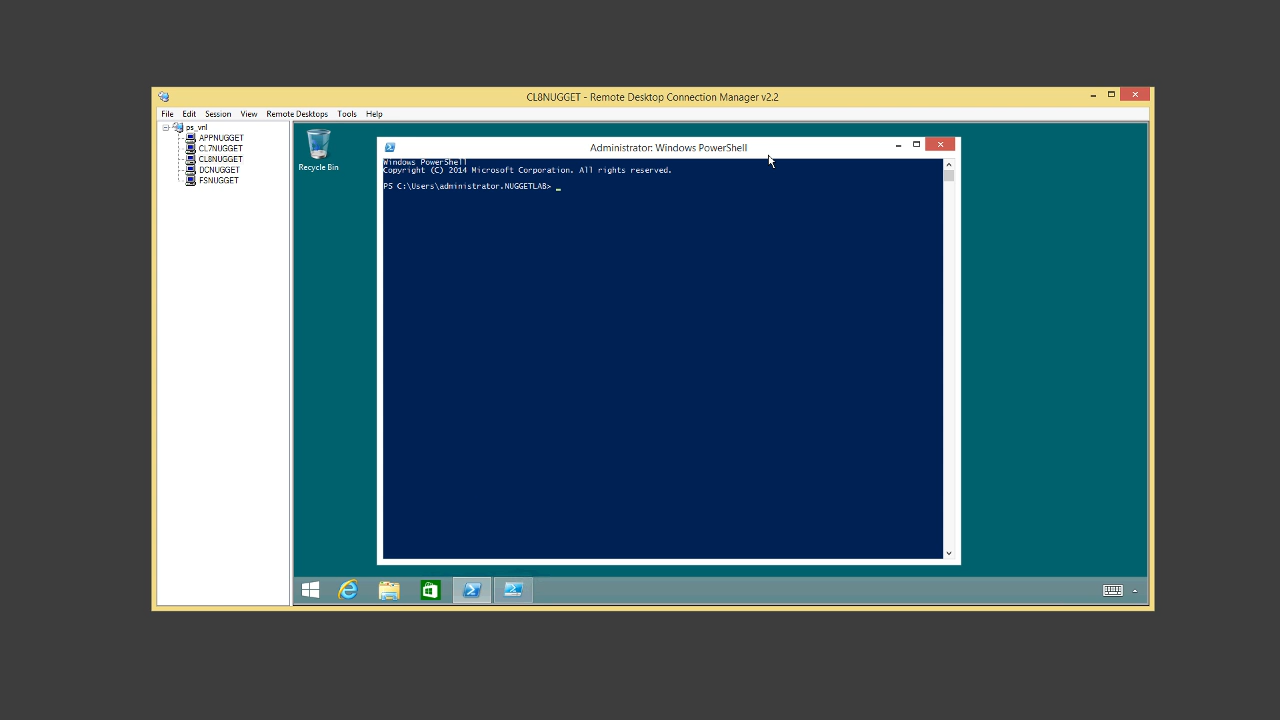 CL8NUGGET - Remote Desktop Connection Manager v2.2
File Edit Session View Remote Desktops Tools Help
ps_vnl
APPNUGGET
CL7NUGGET
CL8NUGGET
DCNUGGET
FSNUGGET
Recycle Bin
Administrator: Windows PowerShell
Windows PowerShell
Copyright (C) 2014 Microsoft Corporation. All rights reserved.
PS C:\Users\administrator.NUGGETLAB> _